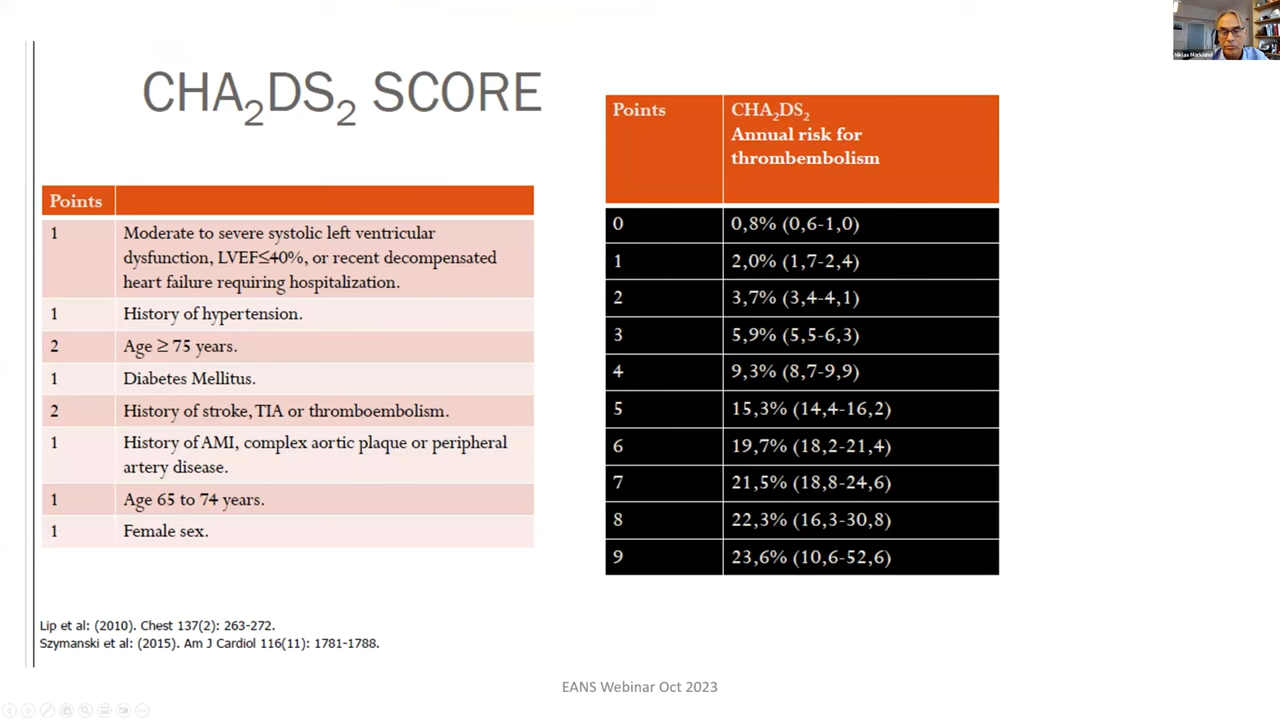 CHA₂DS₂ SCORE
Points
1 Moderate to severe systolic left ventricular
dysfunction, LVEF≤40%, or recent decompensated
heart failure requiring hospitalization.
1 History of hypertension.
2 Age ≥ 75 years.
1 Diabetes Mellitus.
2 History of stroke, TIA or thromboembolism.
1 History of AMI, complex aortic plaque or peripheral
artery disease.
1 Age 65 to 74 years.
1 Female sex.
Points CHA₂DS₂
Annual risk for
thrombembolism
0 0,8% (0,6-1,0)
1 2,0% (1,7-2,4)
2 3,7% (3,4-4,1)
3 5,9% (5,5-6,3)
4 9,3% (8,7-9,9)
5 15,3% (14,4-16,2)
6 19,7% (18,2-21,4)
7 21,5% (18,8-24,6)
8 22,3% (16,3-30,8)
9 23,6% (10,6-52,6)
Lip et al: (2010). Chest 137(2): 263-272.
Szymanski et al: (2015). Am J Cardiol 116(11): 1781-1788.
EANS Webinar Oct 2023
Niklas Marklund